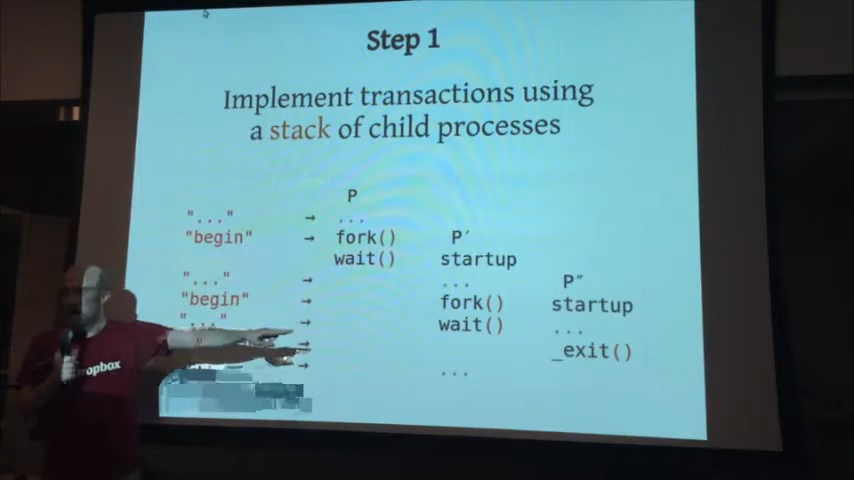 Step 1
Implement transactions using
a stack of child processes
P
"..." → ...
"begin" → fork() P′
wait() startup
"..." → ... P″
"begin" → fork() startup
"..." → wait() ...
→ _exit()
→ ...
Dropbox